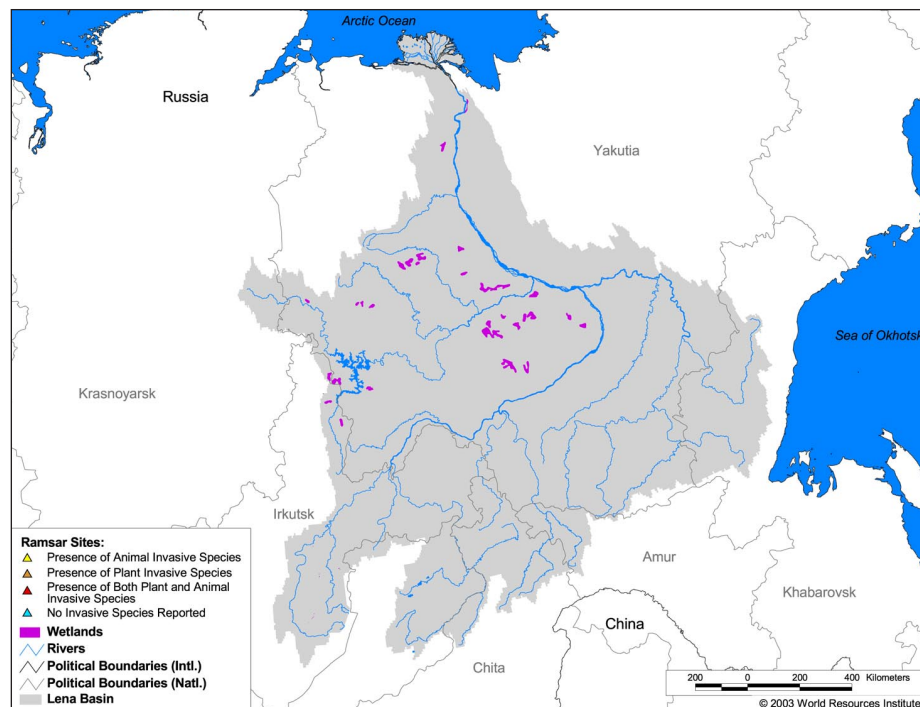 Arctic Ocean
Russia
Yakutia
Sea of Okhotsk
Krasnoyarsk
Irkutsk
Amur
Khabarovsk
China
Chita
Ramsar Sites:
Presence of Animal Invasive Species
Presence of Plant Invasive Species
Presence of Both Plant and Animal
Invasive Species
No Invasive Species Reported
Wetlands
Rivers
Political Boundaries (Intl.)
Political Boundaries (Natl.)
Lena Basin
200 0 200 400 Kilometers
© 2003 World Resources Institute